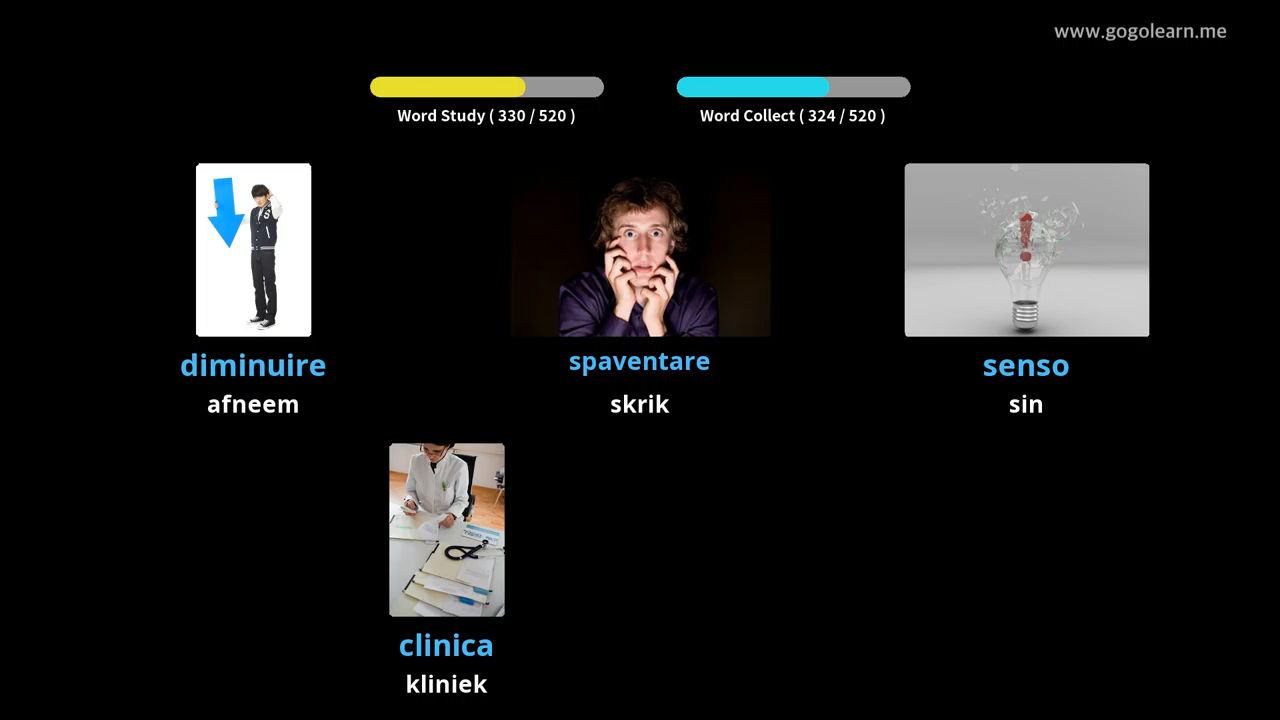 www.gogolearn.me
Word Study ( 330 / 520 )
Word Collect ( 324 / 520 )
diminuire
afneem
spaventare
skrik
senso
sin
clinica
kliniek